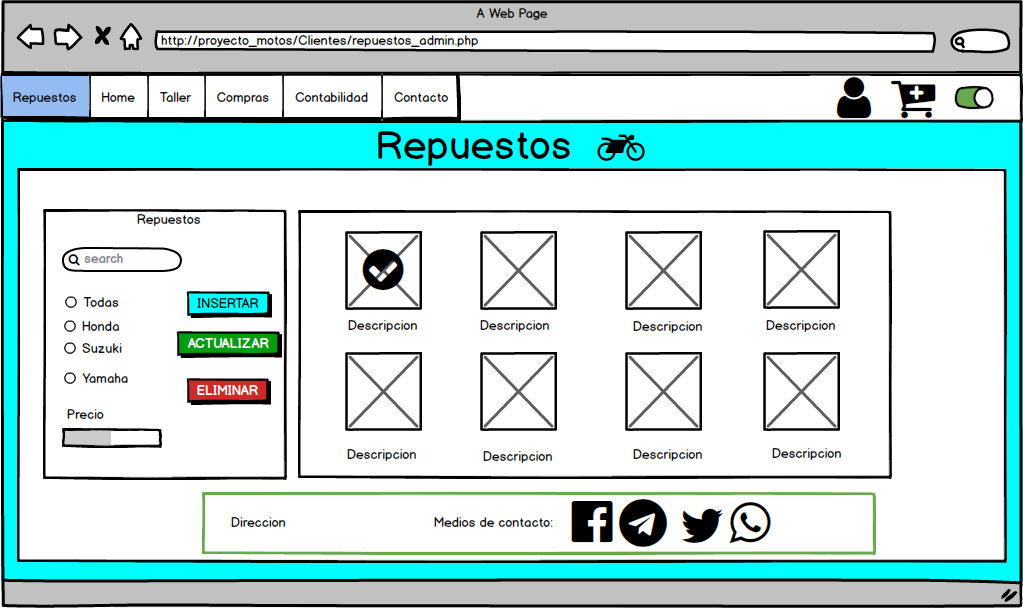 A Web Page
http://proyecto_motos/Clientes/repuestos_admin.php
Repuestos Home Taller Compras Contabilidad Contacto
Repuestos
Repuestos
search
Todas
Honda
Suzuki
Yamaha
INSERTAR
ACTUALIZAR
ELIMINAR
Precio
Descripcion Descripcion Descripcion Descripcion
Descripcion Descripcion Descripcion Descripcion
Direccion Medios de contacto: